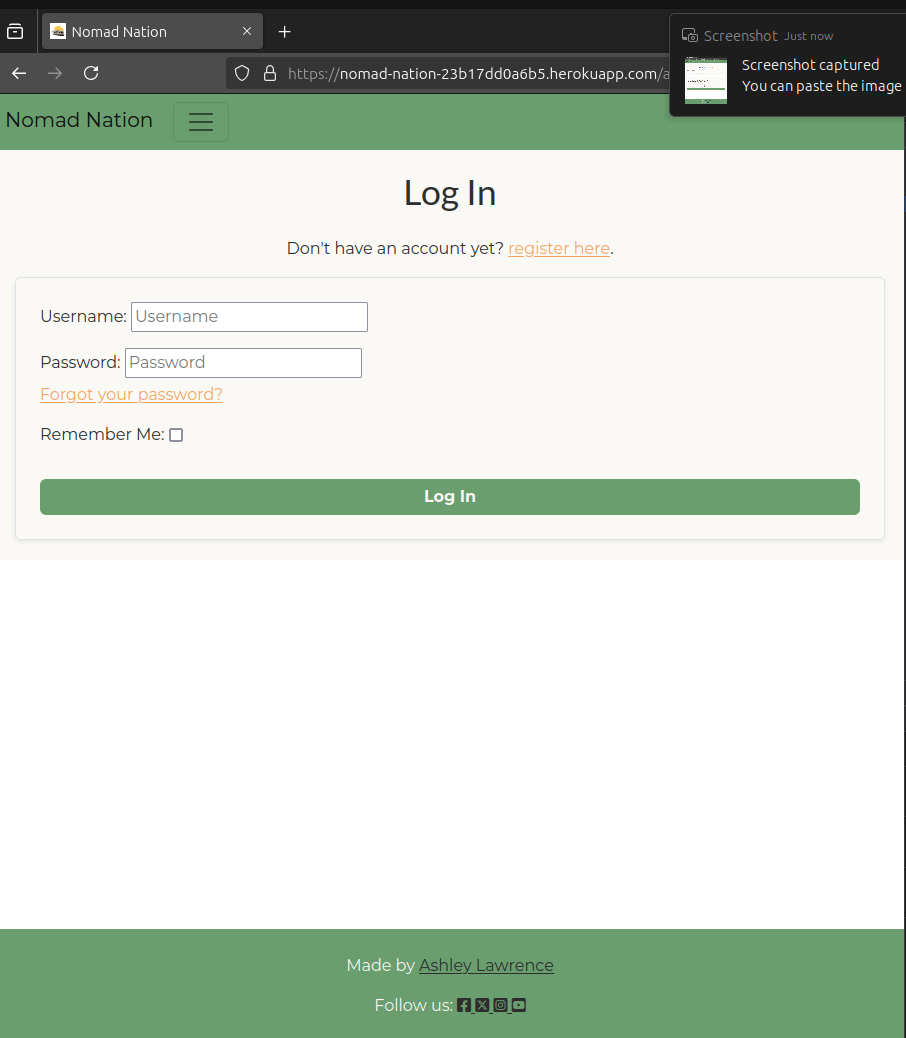 Nomad Nation
Screenshot Just now
Screenshot captured
You can paste the image
https://nomad-nation-23b17dd0a6b5.herokuapp.com/a
Nomad Nation
Log In
Don't have an account yet? register here.
Username: Username
Password: Password
Forgot your password?
Remember Me:
Log In
Made by Ashley Lawrence
Follow us: